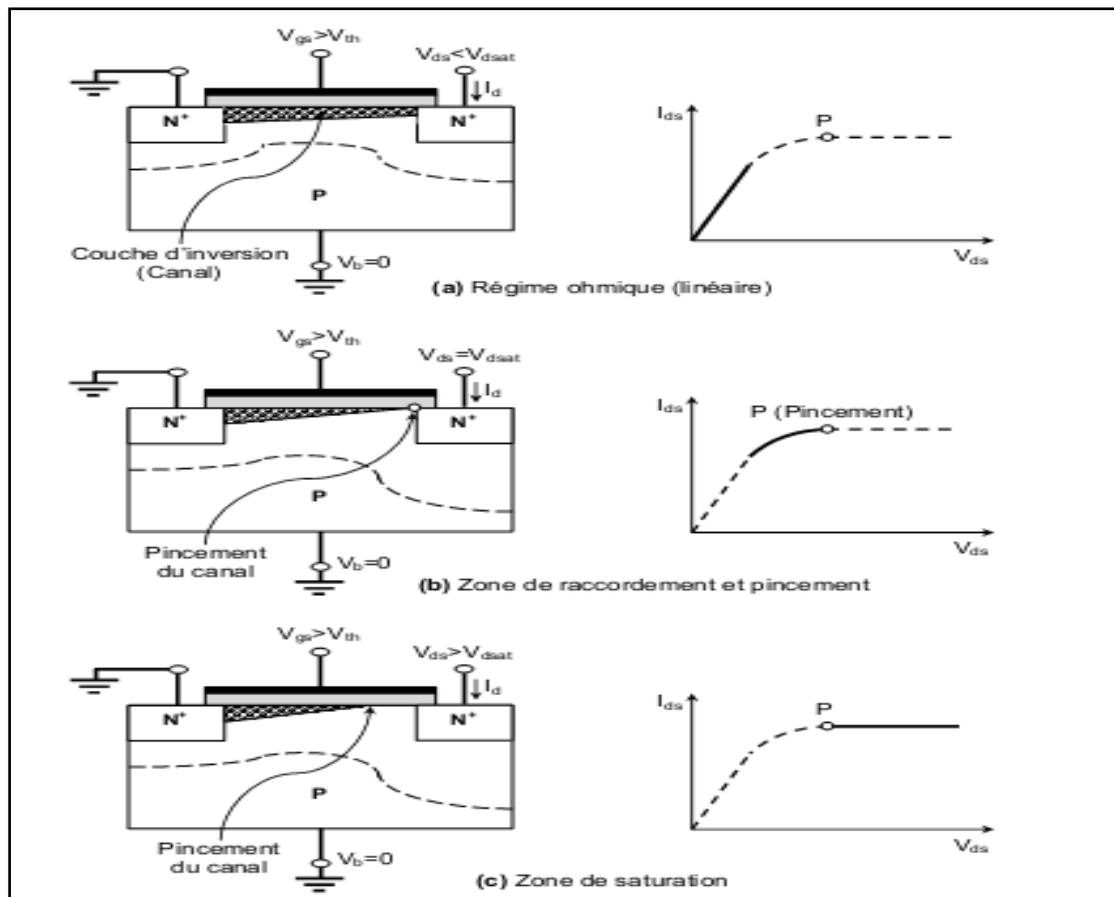 Vgs>Vth
Vds<Vdsat
Id
N+
N+
P
Couche d'inversion
(Canal)
Vb=0
Ids
P
Vds
(a) Régime ohmique (linéaire)
Vgs>Vth
Vds=Vdsat
Id
N+
N+
P
Pincement
du canal
Vb=0
Ids
P (Pincement)
Vds
(b) Zone de raccordement et pincement
Vgs>Vth
Vds>Vdsat
Id
N+
N+
P
Pincement
du canal
Vb=0
Ids
P
Vds
(c) Zone de saturation